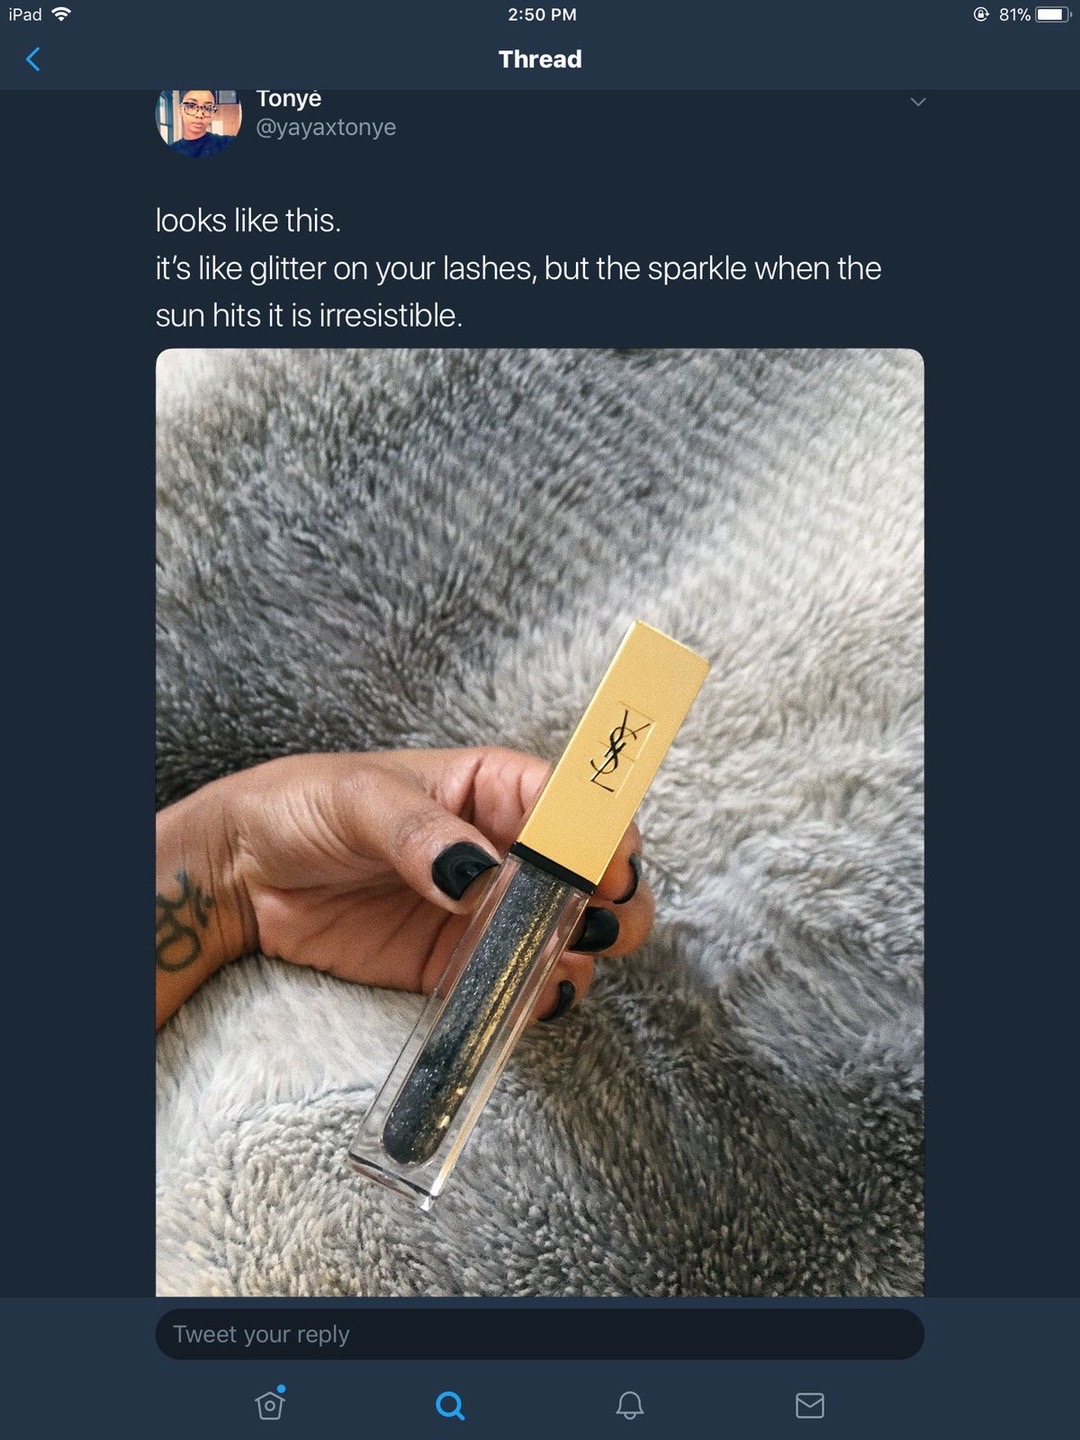 iPad
2:50 PM
81%
Thread
Tonyé
@yayaxtonye
looks like this.
it's like glitter on your lashes, but the sparkle when the
sun hits it is irresistible.
YSL
Tweet your reply